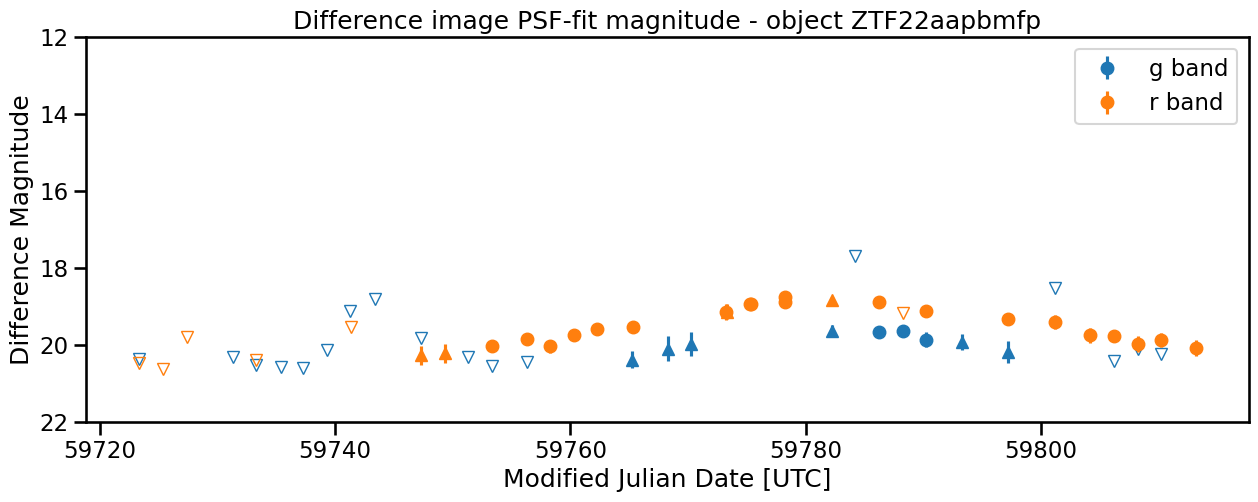 Difference image PSF-fit magnitude - object ZTF22aapbmfp
12
14
16
18
20
22
Difference Magnitude
g band
r band
59720
59740
59760
59780
59800
Modified Julian Date [UTC]